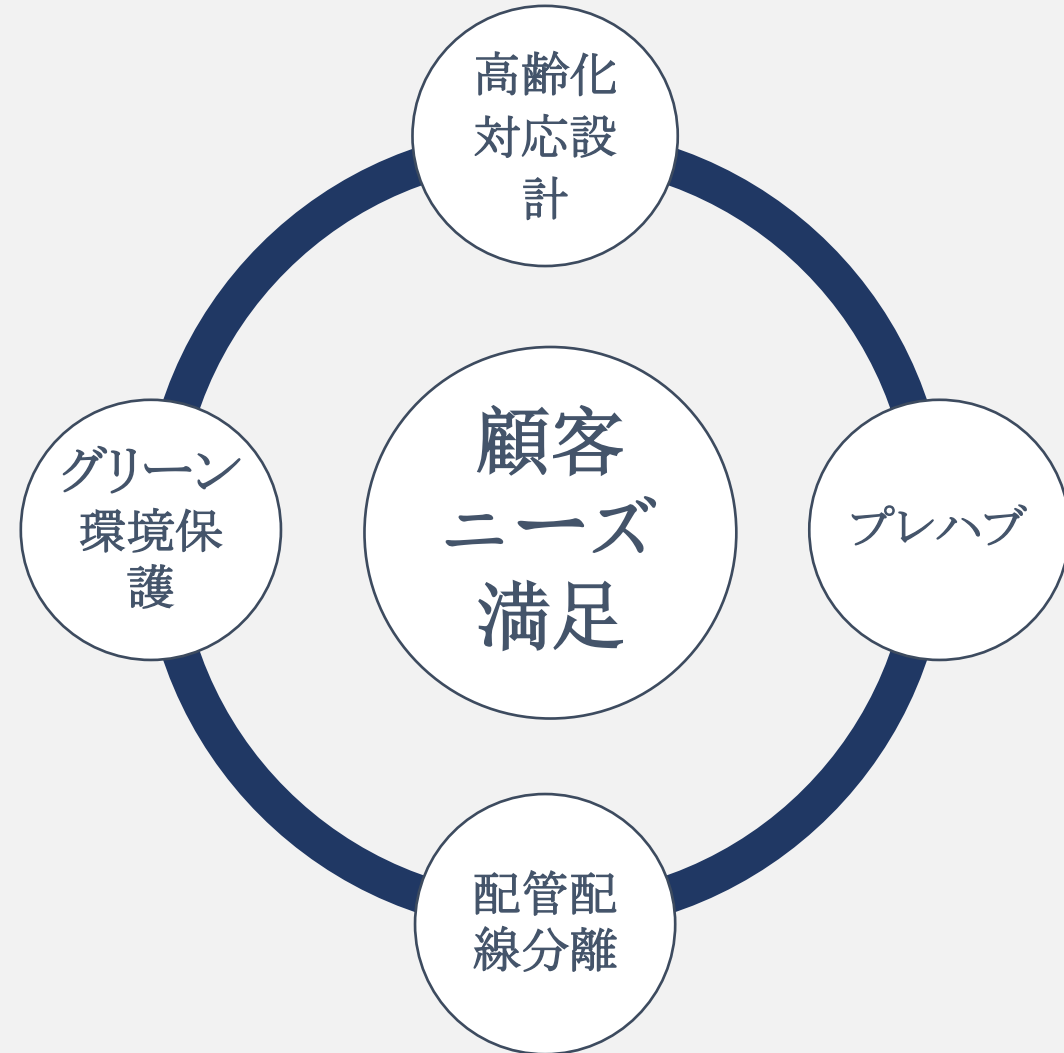 高齢化
対応設
計
グリーン
環境保
護
顧客
ニーズ
満足
プレハブ
配管配
線分離